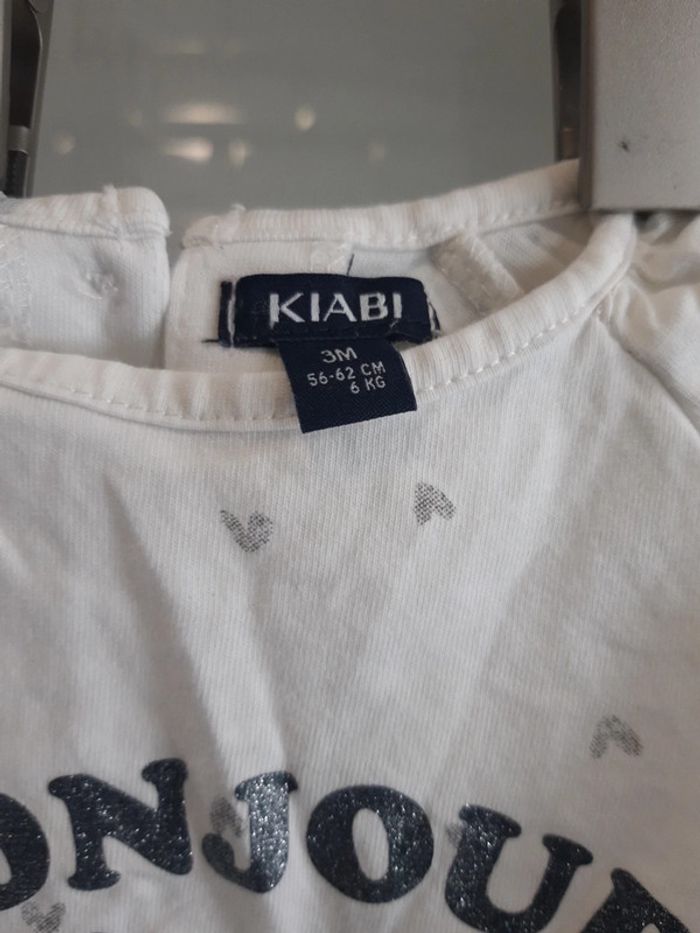 KIABI
3M
56-62 CM
6 KG
ONJOUR